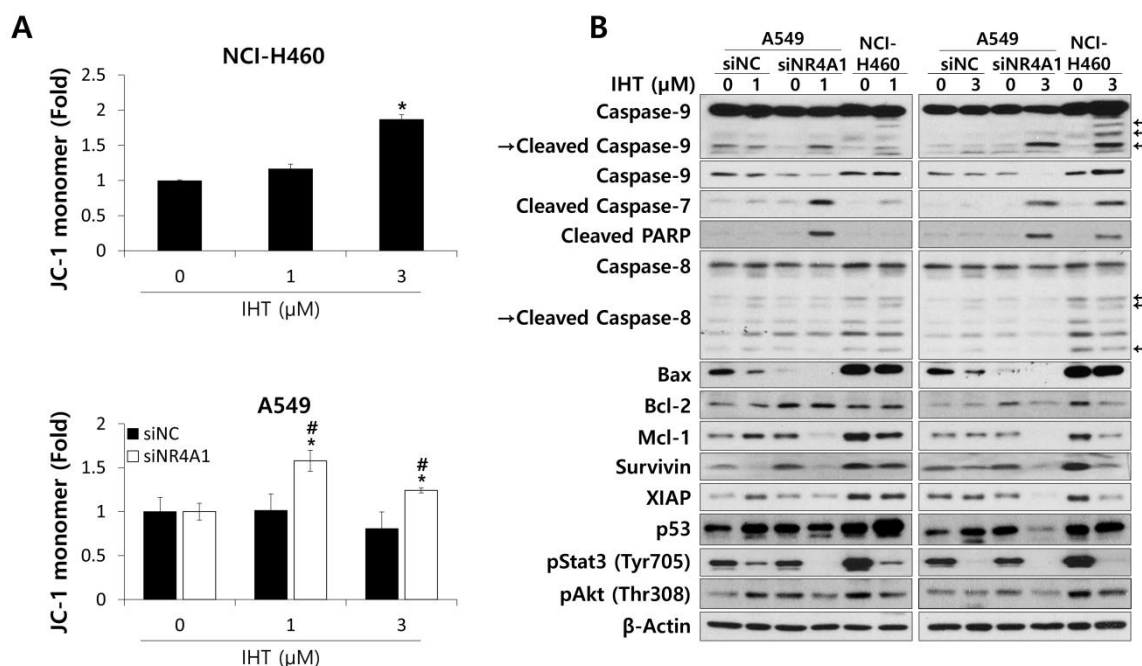 A
NCI-H460
JC-1 monomer (Fold)
2.5
2
1.5
1
0.5
0
*
0 1 3
IHT (µM)
A549
JC-1 monomer (Fold)
2.5
2
1.5
1
0.5
0
siNC
siNR4A1
#
*
#
*
0 1 3
IHT (µM)
B
A549 NCI-H460 A549 NCI-H460
siNC siNR4A1 siNC siNR4A1
IHT (µM) 0 1 0 1 0 1 0 3 0 3 0 3
Caspase-9
→Cleaved Caspase-9
Caspase-9
Cleaved Caspase-7
Cleaved PARP
Caspase-8
→Cleaved Caspase-8
Bax
Bcl-2
Mcl-1
Survivin
XIAP
p53
pStat3 (Tyr705)
pAkt (Thr308)
β-Actin